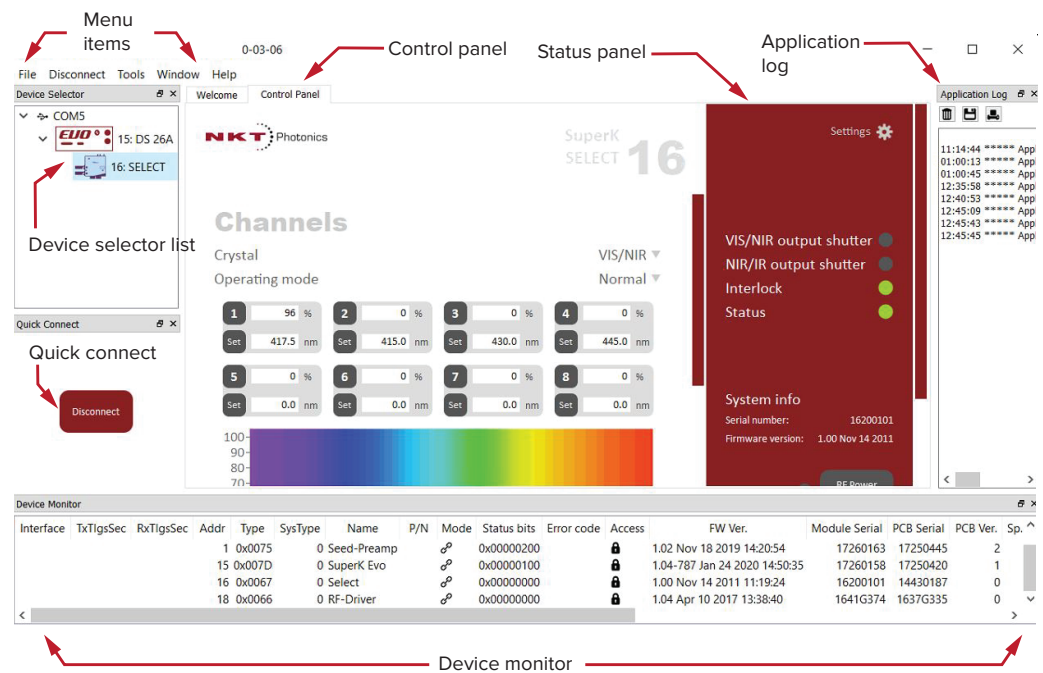 Menu
items
0-03-06
Control panel
Status panel
Application
log
File Disconnect Tools Window Help
Device Selector
Welcome Control Panel
Application Log
COM5
EVO 15: DS 26A
16: SELECT
Device selector list
NKT Photonics
SuperK
SELECT 16
Settings
11:14:44 ***** Appl
01:00:13 ***** Appl
01:00:45 ***** Appl
12:35:58 ***** Appl
12:40:53 ***** Appl
12:45:09 ***** Appl
12:45:43 ***** Appl
12:45:45 ***** Appl
Channels
Crystal VIS/NIR
Operating mode Normal
VIS/NIR output shutter
NIR/IR output shutter
Interlock
Status
1 96 % 2 0 % 3 0 % 4 0 %
Set 417.5 nm Set 415.0 nm Set 430.0 nm Set 445.0 nm
5 0 % 6 0 % 7 0 % 8 0 %
Set 0.0 nm Set 0.0 nm Set 0.0 nm Set 0.0 nm
100
90
80
70
Quick Connect
Quick connect
Disconnect
System info
Serial number: 16200101
Firmware version: 1.00 Nov 14 2011
RF Power
Device Monitor
Interface TxTlgsSec RxTlgsSec Addr Type SysType Name P/N Mode Status bits Error code Access FW Ver. Module Serial PCB Serial PCB Ver. Sp.
1 0x0075 0 Seed-Preamp 0x00000200 1.02 Nov 18 2019 14:20:54 17260163 17250445 2
15 0x007D 0 SuperK Evo 0x00000100 1.04-787 Jan 24 2020 14:50:35 17260158 17250420 1
16 0x0067 0 Select 0x00000000 1.00 Nov 14 2011 11:19:24 16200101 14430187 0
18 0x0066 0 RF-Driver 0x00000000 1.04 Apr 10 2017 13:38:40 1641G374 1637G335 0
Device monitor